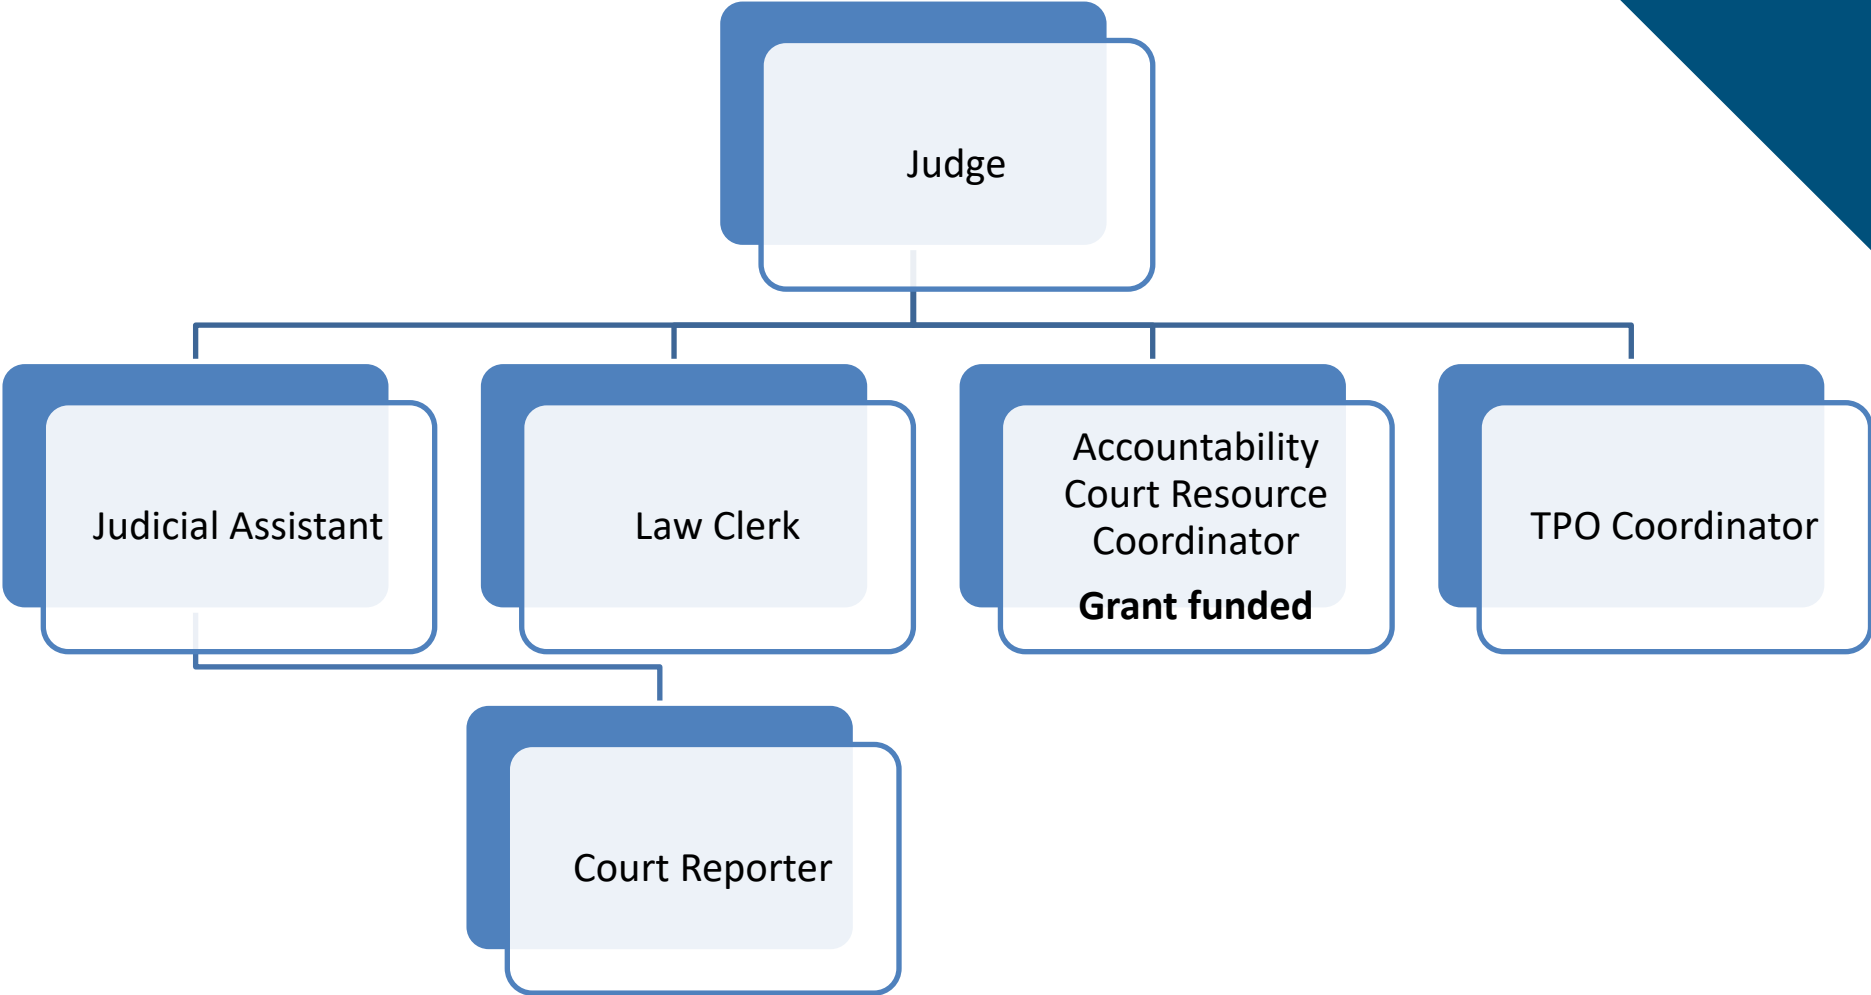 Judge
Judicial Assistant
Law Clerk
Accountability
Court Resource
Coordinator
Grant funded
TPO Coordinator
Court Reporter